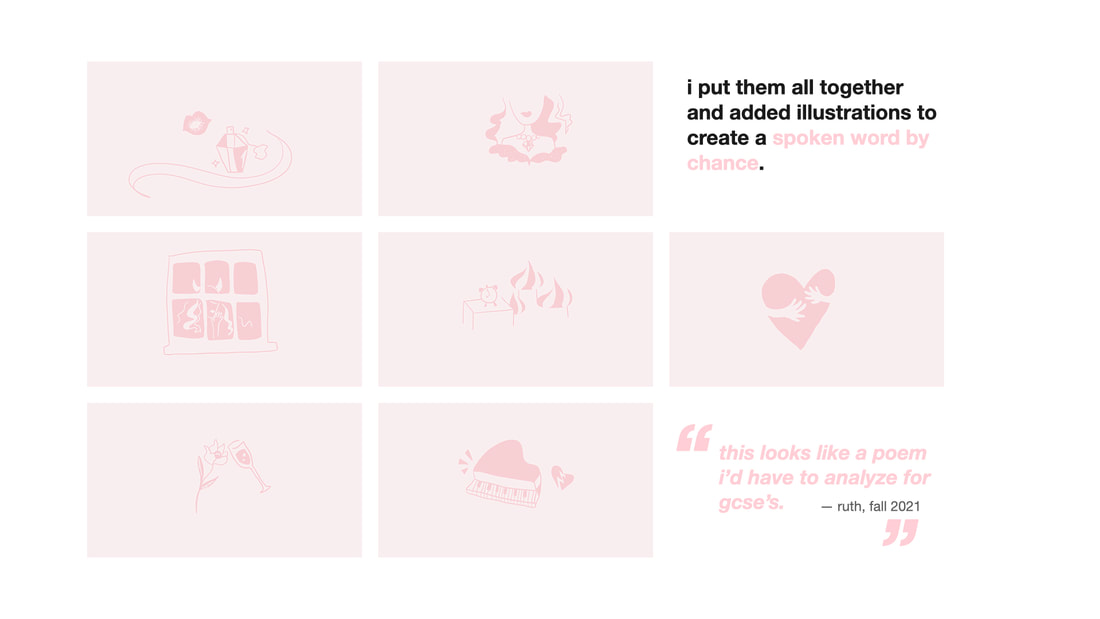 i put them all together
and added illustrations to
create a spoken word by
chance.
“this looks like a poem
i’d have to analyze for
gcse’s.
— ruth, fall 2021
”